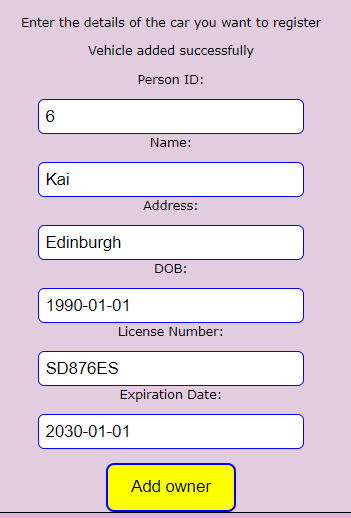 Enter the details of the car you want to register
Vehicle added successfully
Person ID:
6
Name:
Kai
Address:
Edinburgh
DOB:
1990-01-01
License Number:
SD876ES
Expiration Date:
2030-01-01
Add owner